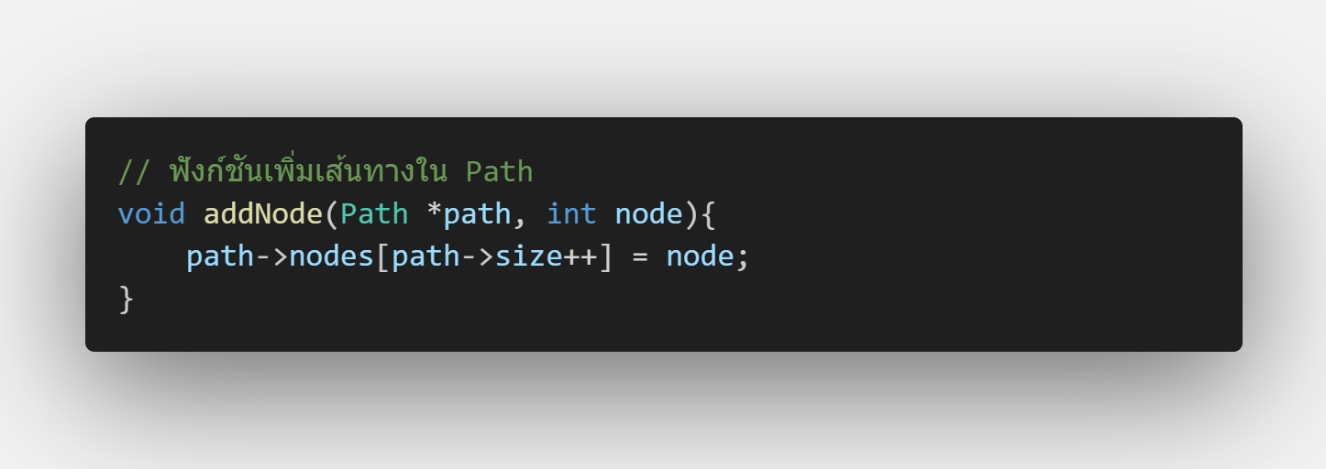 // ฟังก์ชันเพิ่มเส้นทางใน Path
void addNode(Path *path, int node){
    path->nodes[path->size++] = node;
}